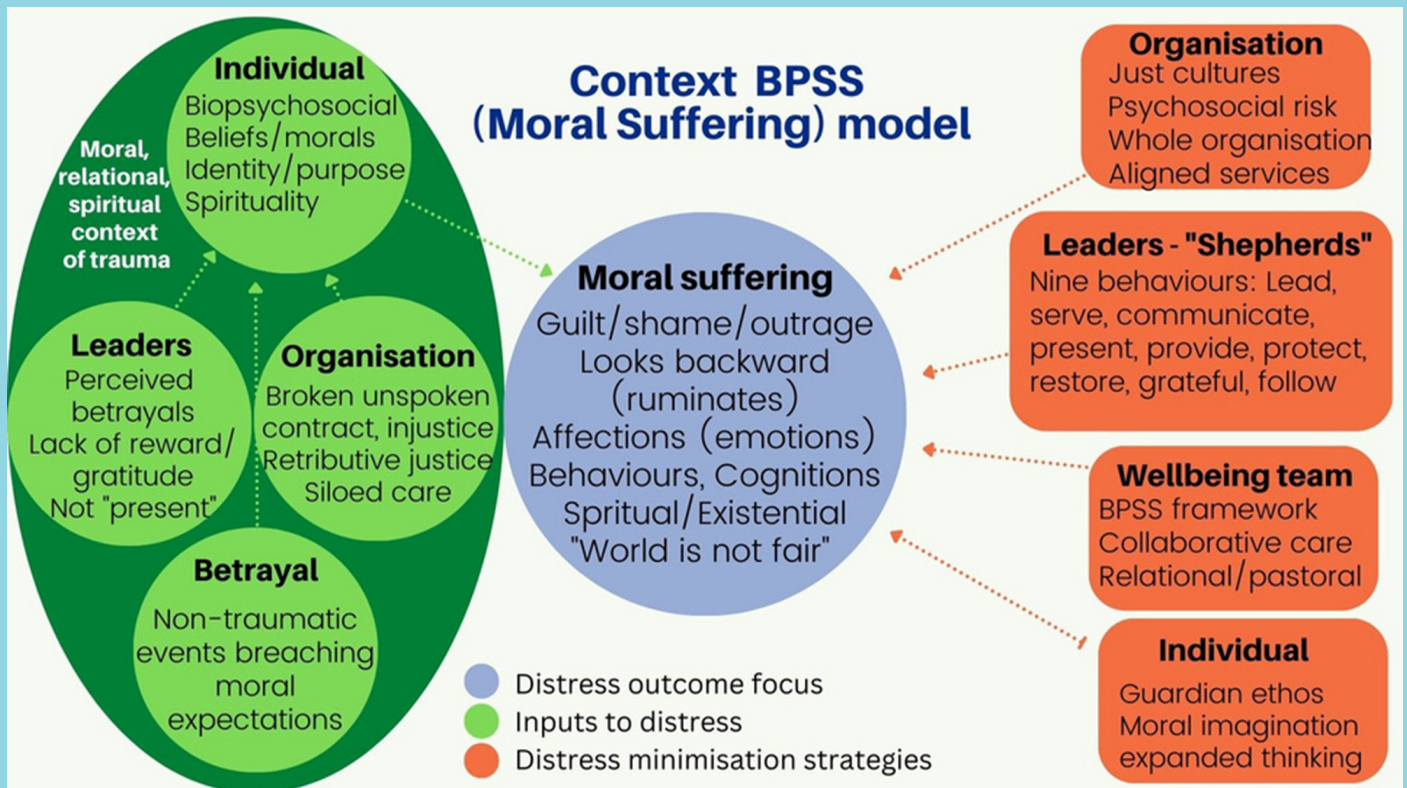 Context BPSS
(Moral Suffering) model
Moral,
relational,
spiritual
context
of trauma
Individual
Biopsychosocial
Beliefs/morals
Identity/purpose
Spirituality
Leaders
Perceived
betrayals
Lack of reward/
gratitude
Not "present"
Organisation
Broken unspoken
contract, injustice
Retributive justice
Siloed care
Betrayal
Non-traumatic
events breaching
moral
expectations
Moral suffering
Guilt/shame/outrage
Looks backward
(ruminates)
Affections (emotions)
Behaviours, Cognitions
Spritual/Existential
"World is not fair"
Organisation
Just cultures
Psychosocial risk
Whole organisation
Aligned services
Leaders - "Shepherds"
Nine behaviours: Lead,
serve, communicate,
present, provide, protect,
restore, grateful, follow
Wellbeing team
BPSS framework
Collaborative care
Relational/pastoral
Individual
Guardian ethos
Moral imagination
expanded thinking
Distress outcome focus
Inputs to distress
Distress minimisation strategies